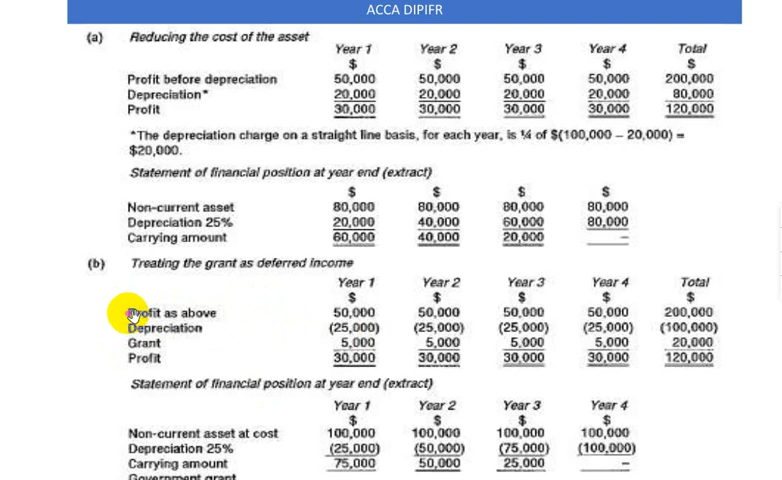 ACCA DIPIFR
(a) Reducing the cost of the asset
Year 1 Year 2 Year 3 Year 4 Total
$ $ $ $ $
Profit before depreciation 50,000 50,000 50,000 50,000 200,000
Depreciation* 20,000 20,000 20,000 20,000 80,000
Profit 30,000 30,000 30,000 30,000 120,000
*The depreciation charge on a straight line basis, for each year, is ¼ of $(100,000 – 20,000) =
$20,000.
Statement of financial position at year end (extract)
$ $ $ $
Non-current asset 80,000 80,000 80,000 80,000
Depreciation 25% 20,000 40,000 60,000 80,000
Carrying amount 60,000 40,000 20,000 –
(b) Treating the grant as deferred income
Year 1 Year 2 Year 3 Year 4 Total
$ $ $ $ $
Profit as above 50,000 50,000 50,000 50,000 200,000
Depreciation (25,000) (25,000) (25,000) (25,000) (100,000)
Grant 5,000 5,000 5,000 5,000 20,000
Profit 30,000 30,000 30,000 30,000 120,000
Statement of financial position at year end (extract)
Year 1 Year 2 Year 3 Year 4
$ $ $ $
Non-current asset at cost 100,000 100,000 100,000 100,000
Depreciation 25% (25,000) (50,000) (75,000) (100,000)
Carrying amount 75,000 50,000 25,000 –
Government grant